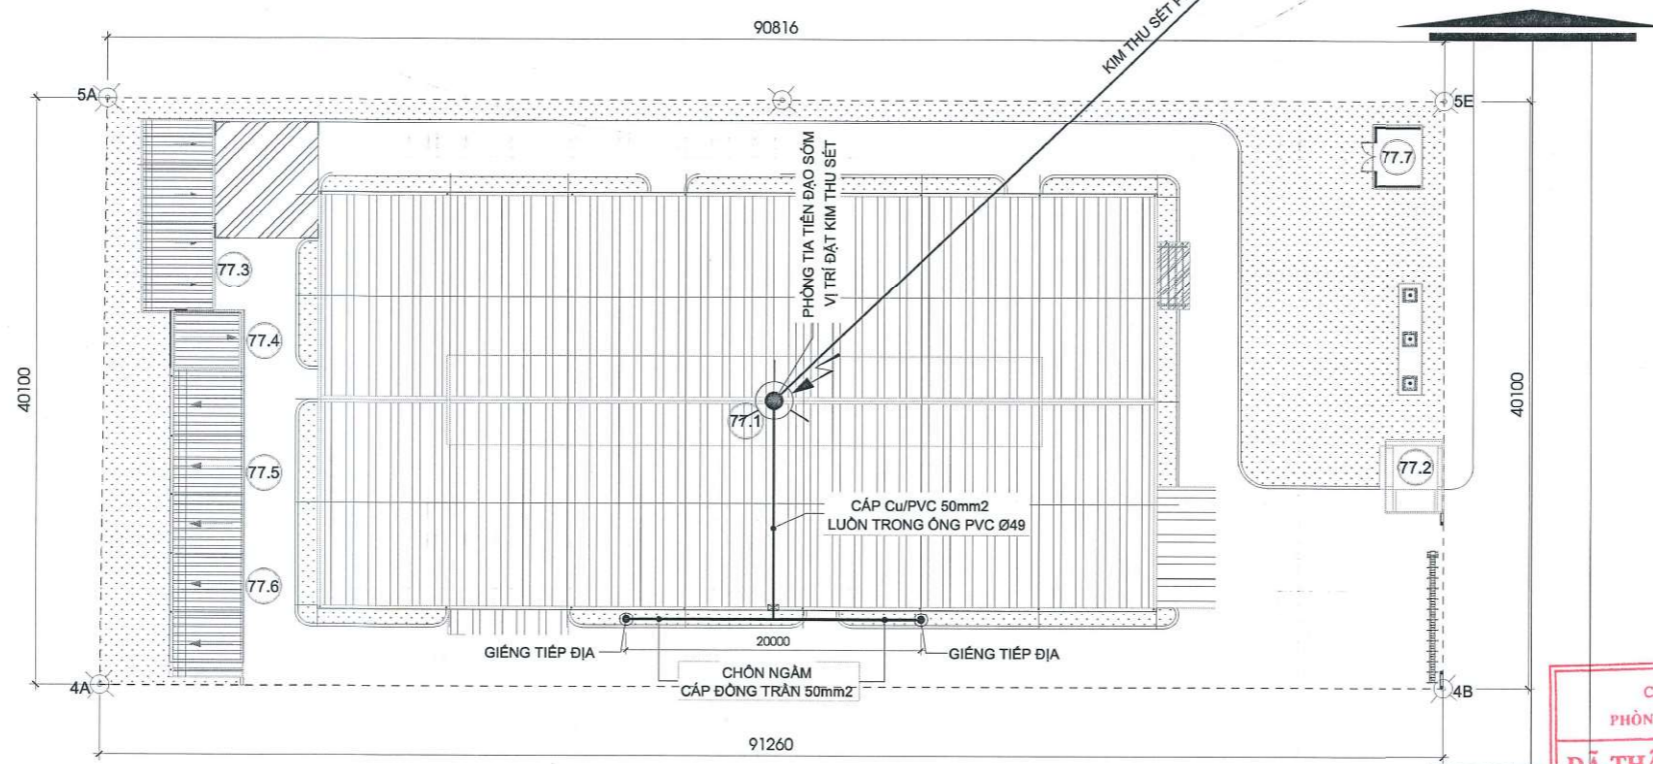 90816
KIM THU SÉT
5A
5E
77.7
PHÓNG TIA TIÊN ĐẠO SỚM
VỊ TRÍ ĐẶT KIM THU SÉT
77.3
77.4
40100
40100
77.1
77.5
77.2
CÁP Cu/PVC 50mm2
LUỒN TRONG ỐNG PVC Ø49
77.6
20000
GIẾNG TIẾP ĐỊA
GIẾNG TIẾP ĐỊA
CHÔN NGẦM
CÁP ĐỒNG TRẦN 50mm2
4A
4B
91260
C
PHÒN
ĐÃ THẨ